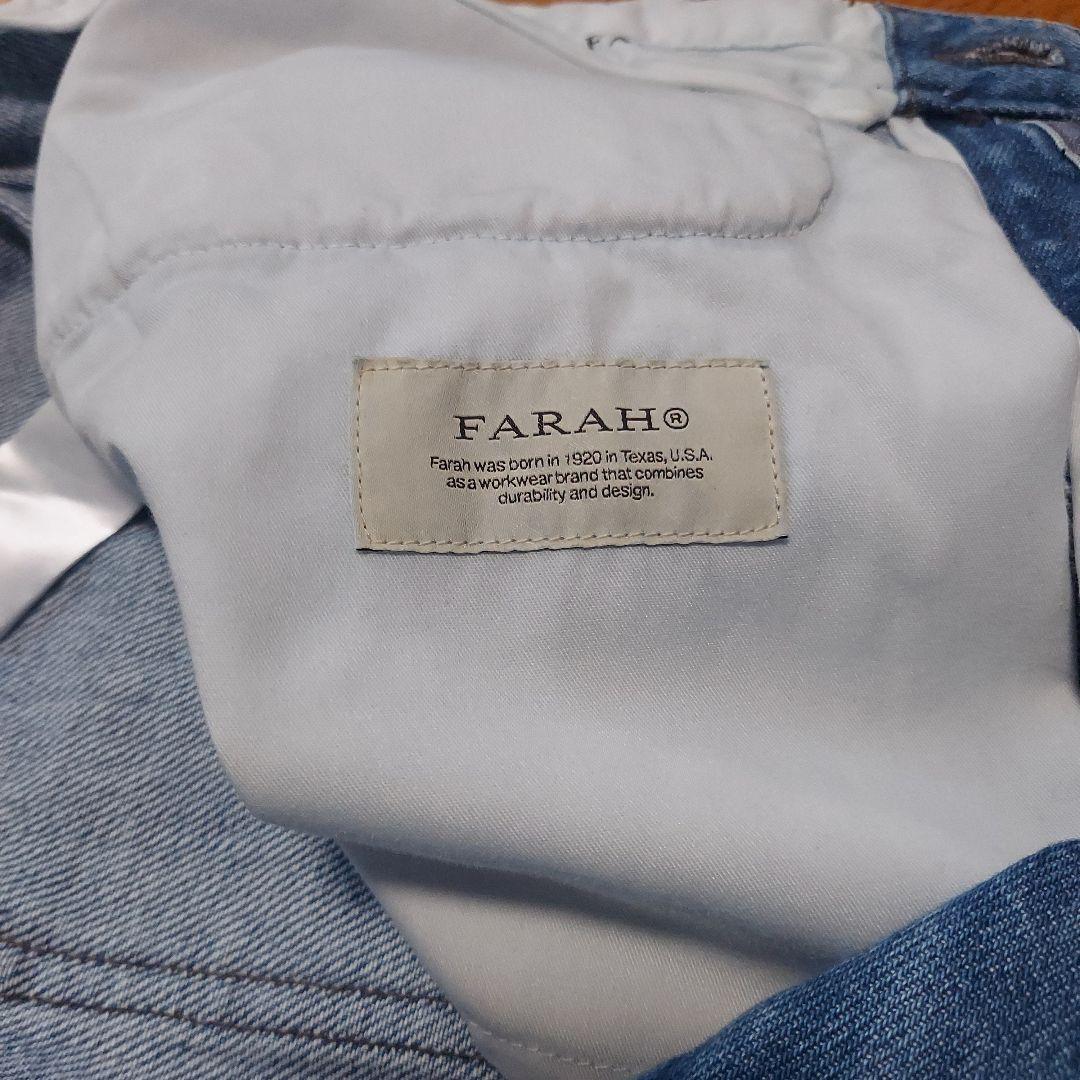 FARAH®
Farah was born in 1920 in Texas, U.S.A.
as a workwear brand that combines
durability and design.